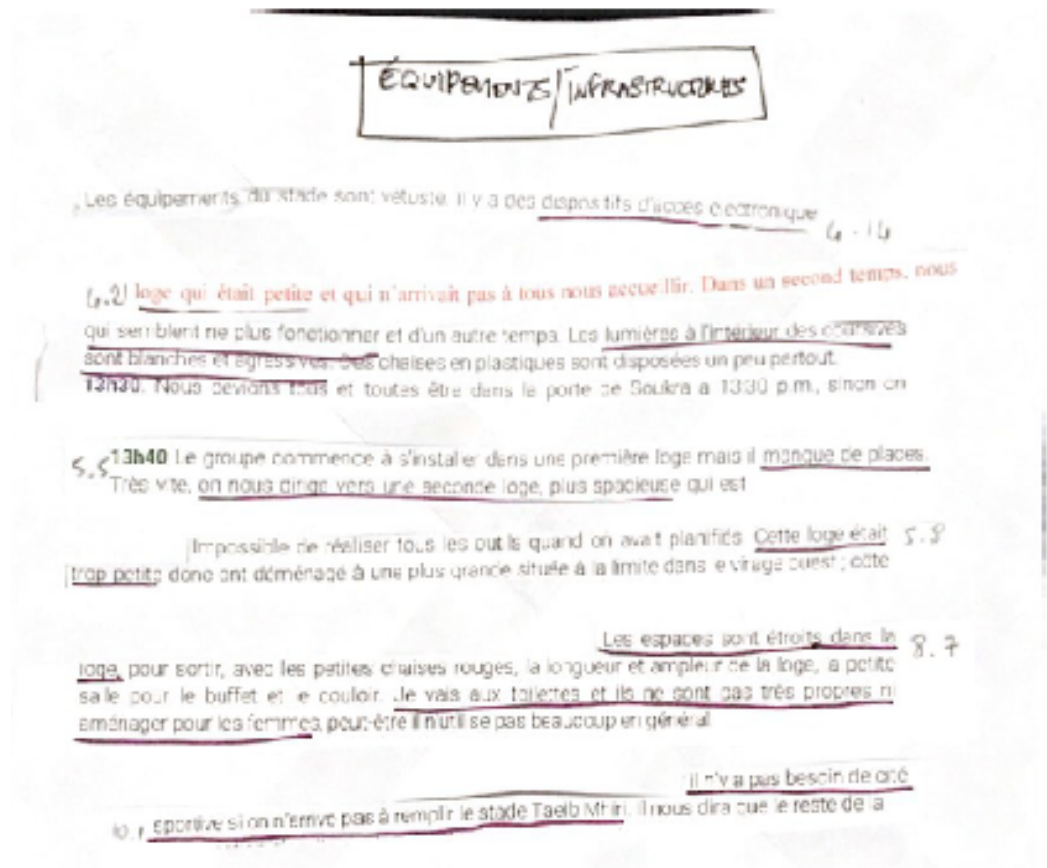 ÉQUIPEMENTS/INFRASTRUCTURES
Les équipements du stade sont vétuste. Il y a des dispositifs d'accès électronique
4.14
4.2 loge qui était petite et qui n'arrivait pas à tous nous accueillir. Dans un second temps, nous
qui semblent ne plus fonctionner et d'un autre temps. Les lumières à l'intérieur des coursives
sont blanches et agressives. Des chaises en plastiques sont disposées un peu partout.
13h30. Nous devions tous et toutes être dans la porte de Soukra a 13:30 p.m., sinon on
5.5 13h40 Le groupe commence à s'installer dans une première loge mais il manque de places.
Très vite, on nous dirige vers une seconde loge, plus spacieuse qui est
Impossible de réaliser tous les outils quand on avait planifiés. Cette loge était 5.8
trop petite donc ont déménagé à une plus grande située à la limite dans le virage ouest ; cette
Les espaces sont étroits dans la 8.7
loge, pour sortir, avec les petites chaises rouges, la longueur et ampleur de la loge, la petite
salle pour le buffet et le couloir. Je vais aux toilettes et ils ne sont pas très propres ni
aménager pour les femmes, peut-être il n'utilise pas beaucoup en général
il n'y a pas besoin de cité
sportive si on n'arrive pas à remplir le stade Taeib Mhiri. Il nous dira que le reste de la